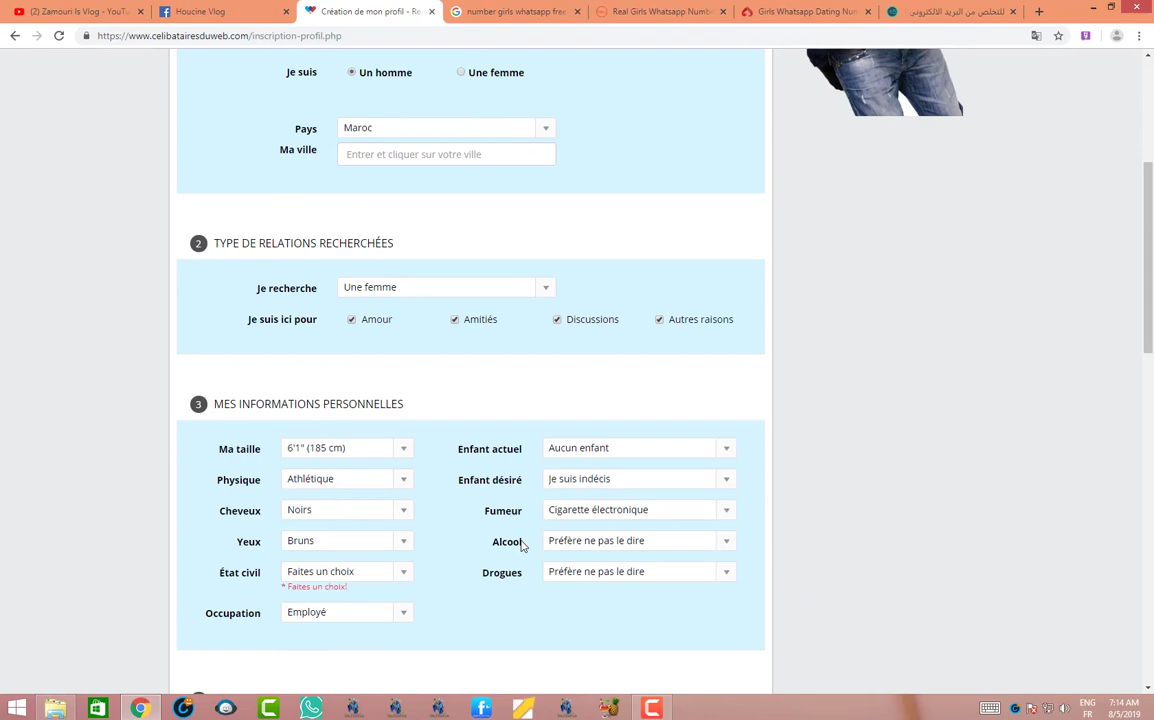 (2) Zamouri Is Vlog - YouTu
Houcine Vlog
Création de mon profil - Re
number girls whatsapp free
Real Girls Whatsapp Numbe
Girls Whatsapp Dating Num
للتخلص من البريد الالكتروني
https://www.celibatairesduweb.com/inscription-profil.php
Je suis Un homme Une femme
Pays Maroc
Ma ville Entrer et cliquer sur votre ville
2 TYPE DE RELATIONS RECHERCHÉES
Je recherche Une femme
Je suis ici pour Amour Amitiés Discussions Autres raisons
3 MES INFORMATIONS PERSONNELLES
Ma taille 6'1" (185 cm) Enfant actuel Aucun enfant
Physique Athlétique Enfant désiré Je suis indécis
Cheveux Noirs Fumeur Cigarette électronique
Yeux Bruns Alcool Préfère ne pas le dire
État civil Faites un choix Drogues Préfère ne pas le dire
* Faites un choix!
Occupation Employé
ENG 7:14 AM
FR 8/5/2019